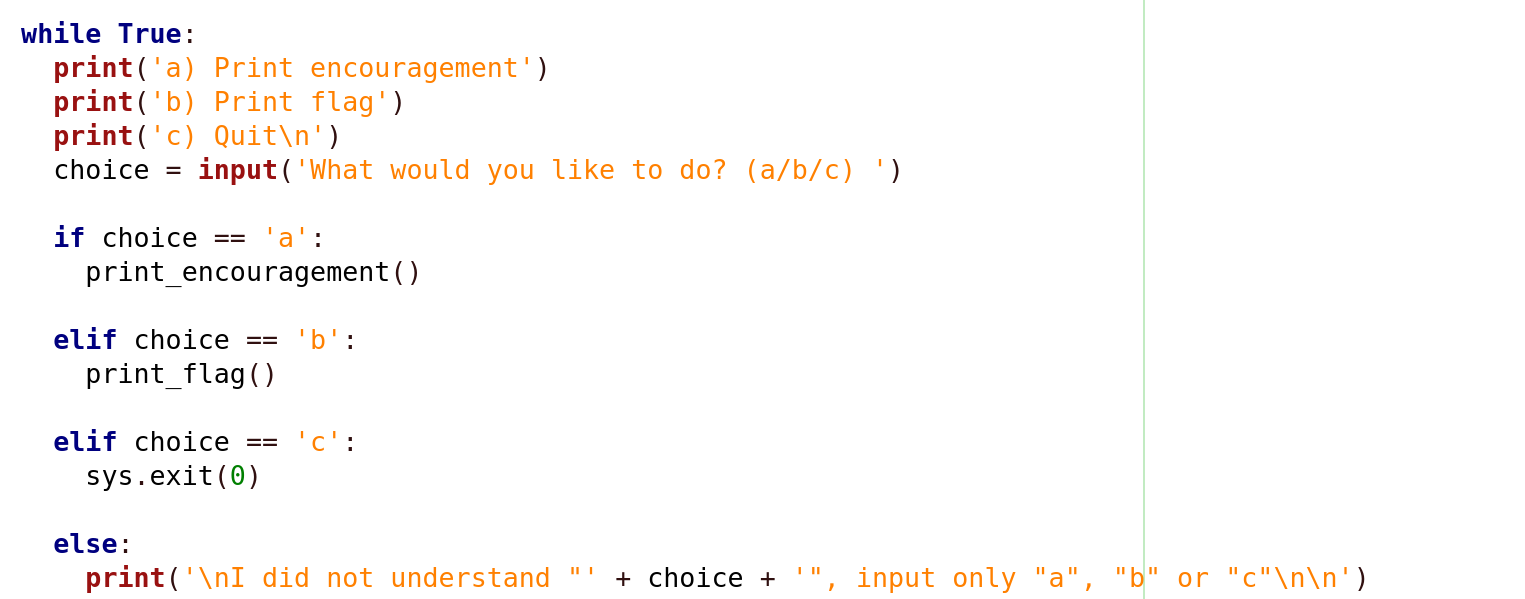 while True:
  print('a) Print encouragement')
  print('b) Print flag')
  print('c) Quit\n')
  choice = input('What would you like to do? (a/b/c) ')

  if choice == 'a':
    print_encouragement()

  elif choice == 'b':
    print_flag()

  elif choice == 'c':
    sys.exit(0)

  else:
    print('\nI did not understand "' + choice + '", input only "a", "b" or "c"\n\n')